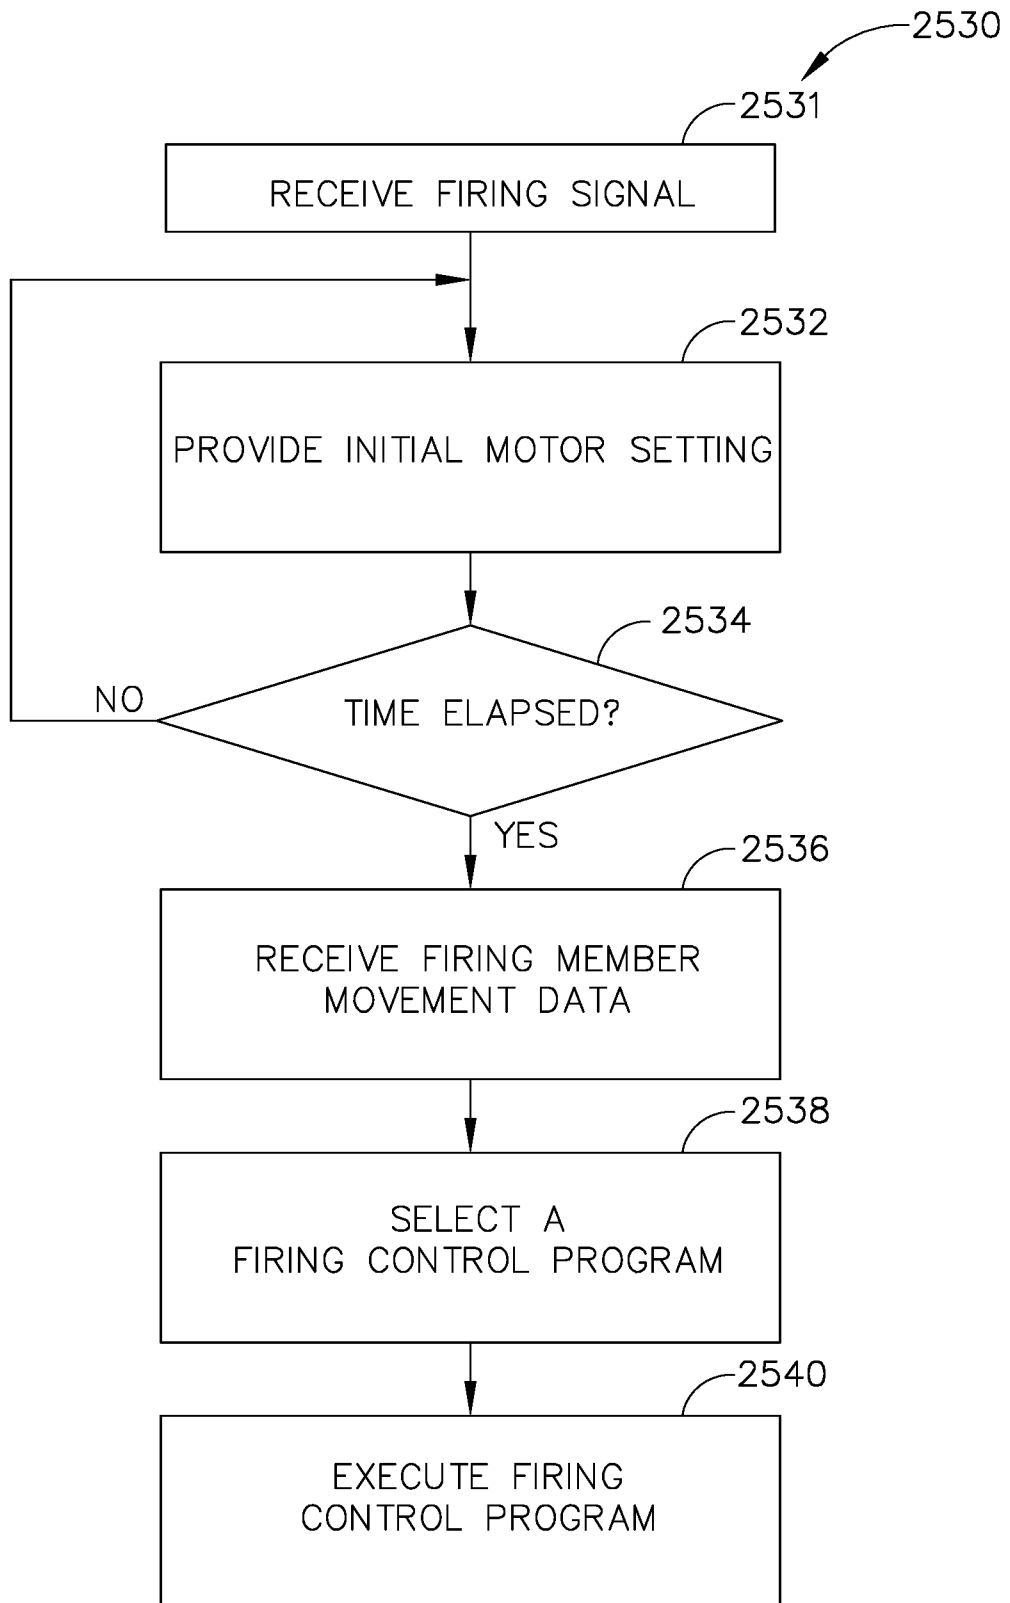 2530
2531
RECEIVE FIRING SIGNAL
2532
PROVIDE INITIAL MOTOR SETTING
2534
NO
TIME ELAPSED?
YES
2536
RECEIVE FIRING MEMBER
MOVEMENT DATA
2538
SELECT A
FIRING CONTROL PROGRAM
2540
EXECUTE FIRING
CONTROL PROGRAM